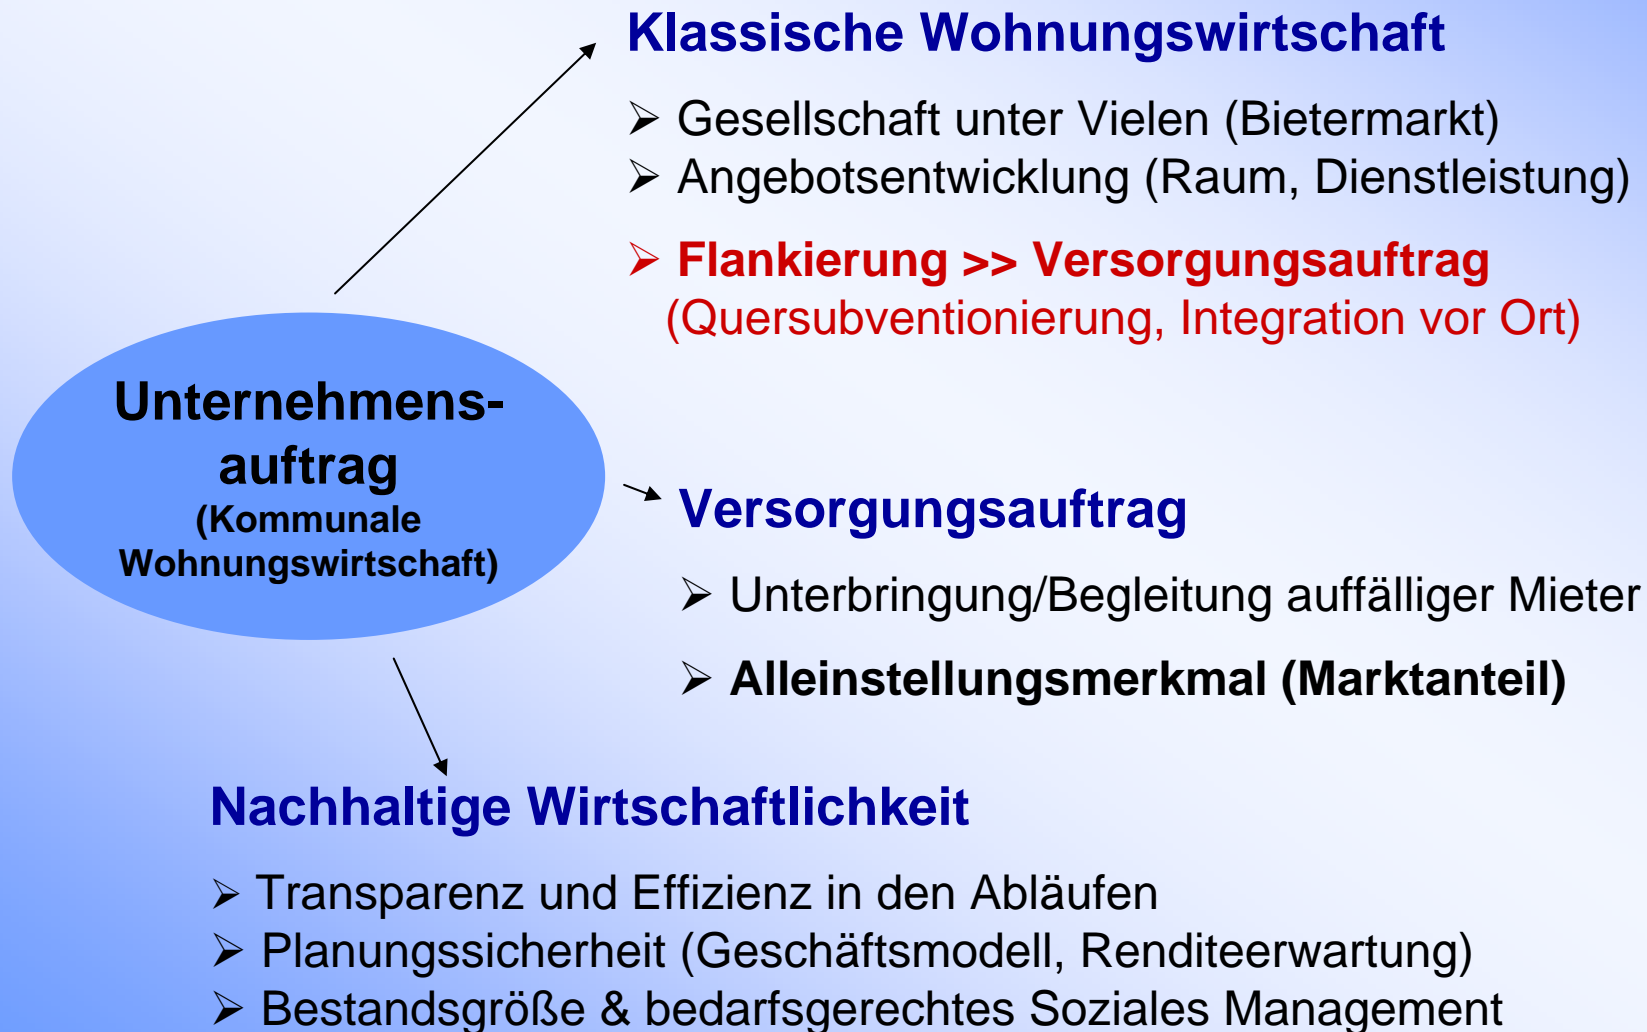 Klassische Wohnungswirtschaft
➢ Gesellschaft unter Vielen (Bietermarkt)
➢ Angebotsentwicklung (Raum, Dienstleistung)
➢ Flankierung >> Versorgungsauftrag
(Quersubventionierung, Integration vor Ort)
Unternehmens-
auftrag
(Kommunale
Wohnungswirtschaft)
Versorgungsauftrag
➢ Unterbringung/Begleitung auffälliger Mieter
➢ Alleinstellungsmerkmal (Marktanteil)
Nachhaltige Wirtschaftlichkeit
➢ Transparenz und Effizienz in den Abläufen
➢ Planungssicherheit (Geschäftsmodell, Renditeerwartung)
➢ Bestandsgröße & bedarfsgerechtes Soziales Management